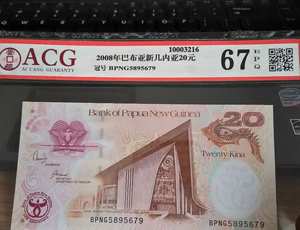 10003216
ACG
AI CANG GUARANTY
2008年巴布亚新几内亚20元
冠号 BPNG5895679
67 E P Q
Bank of Papua New Guinea
20
Twenty Kina
BPNG5895679
BPNG5895679